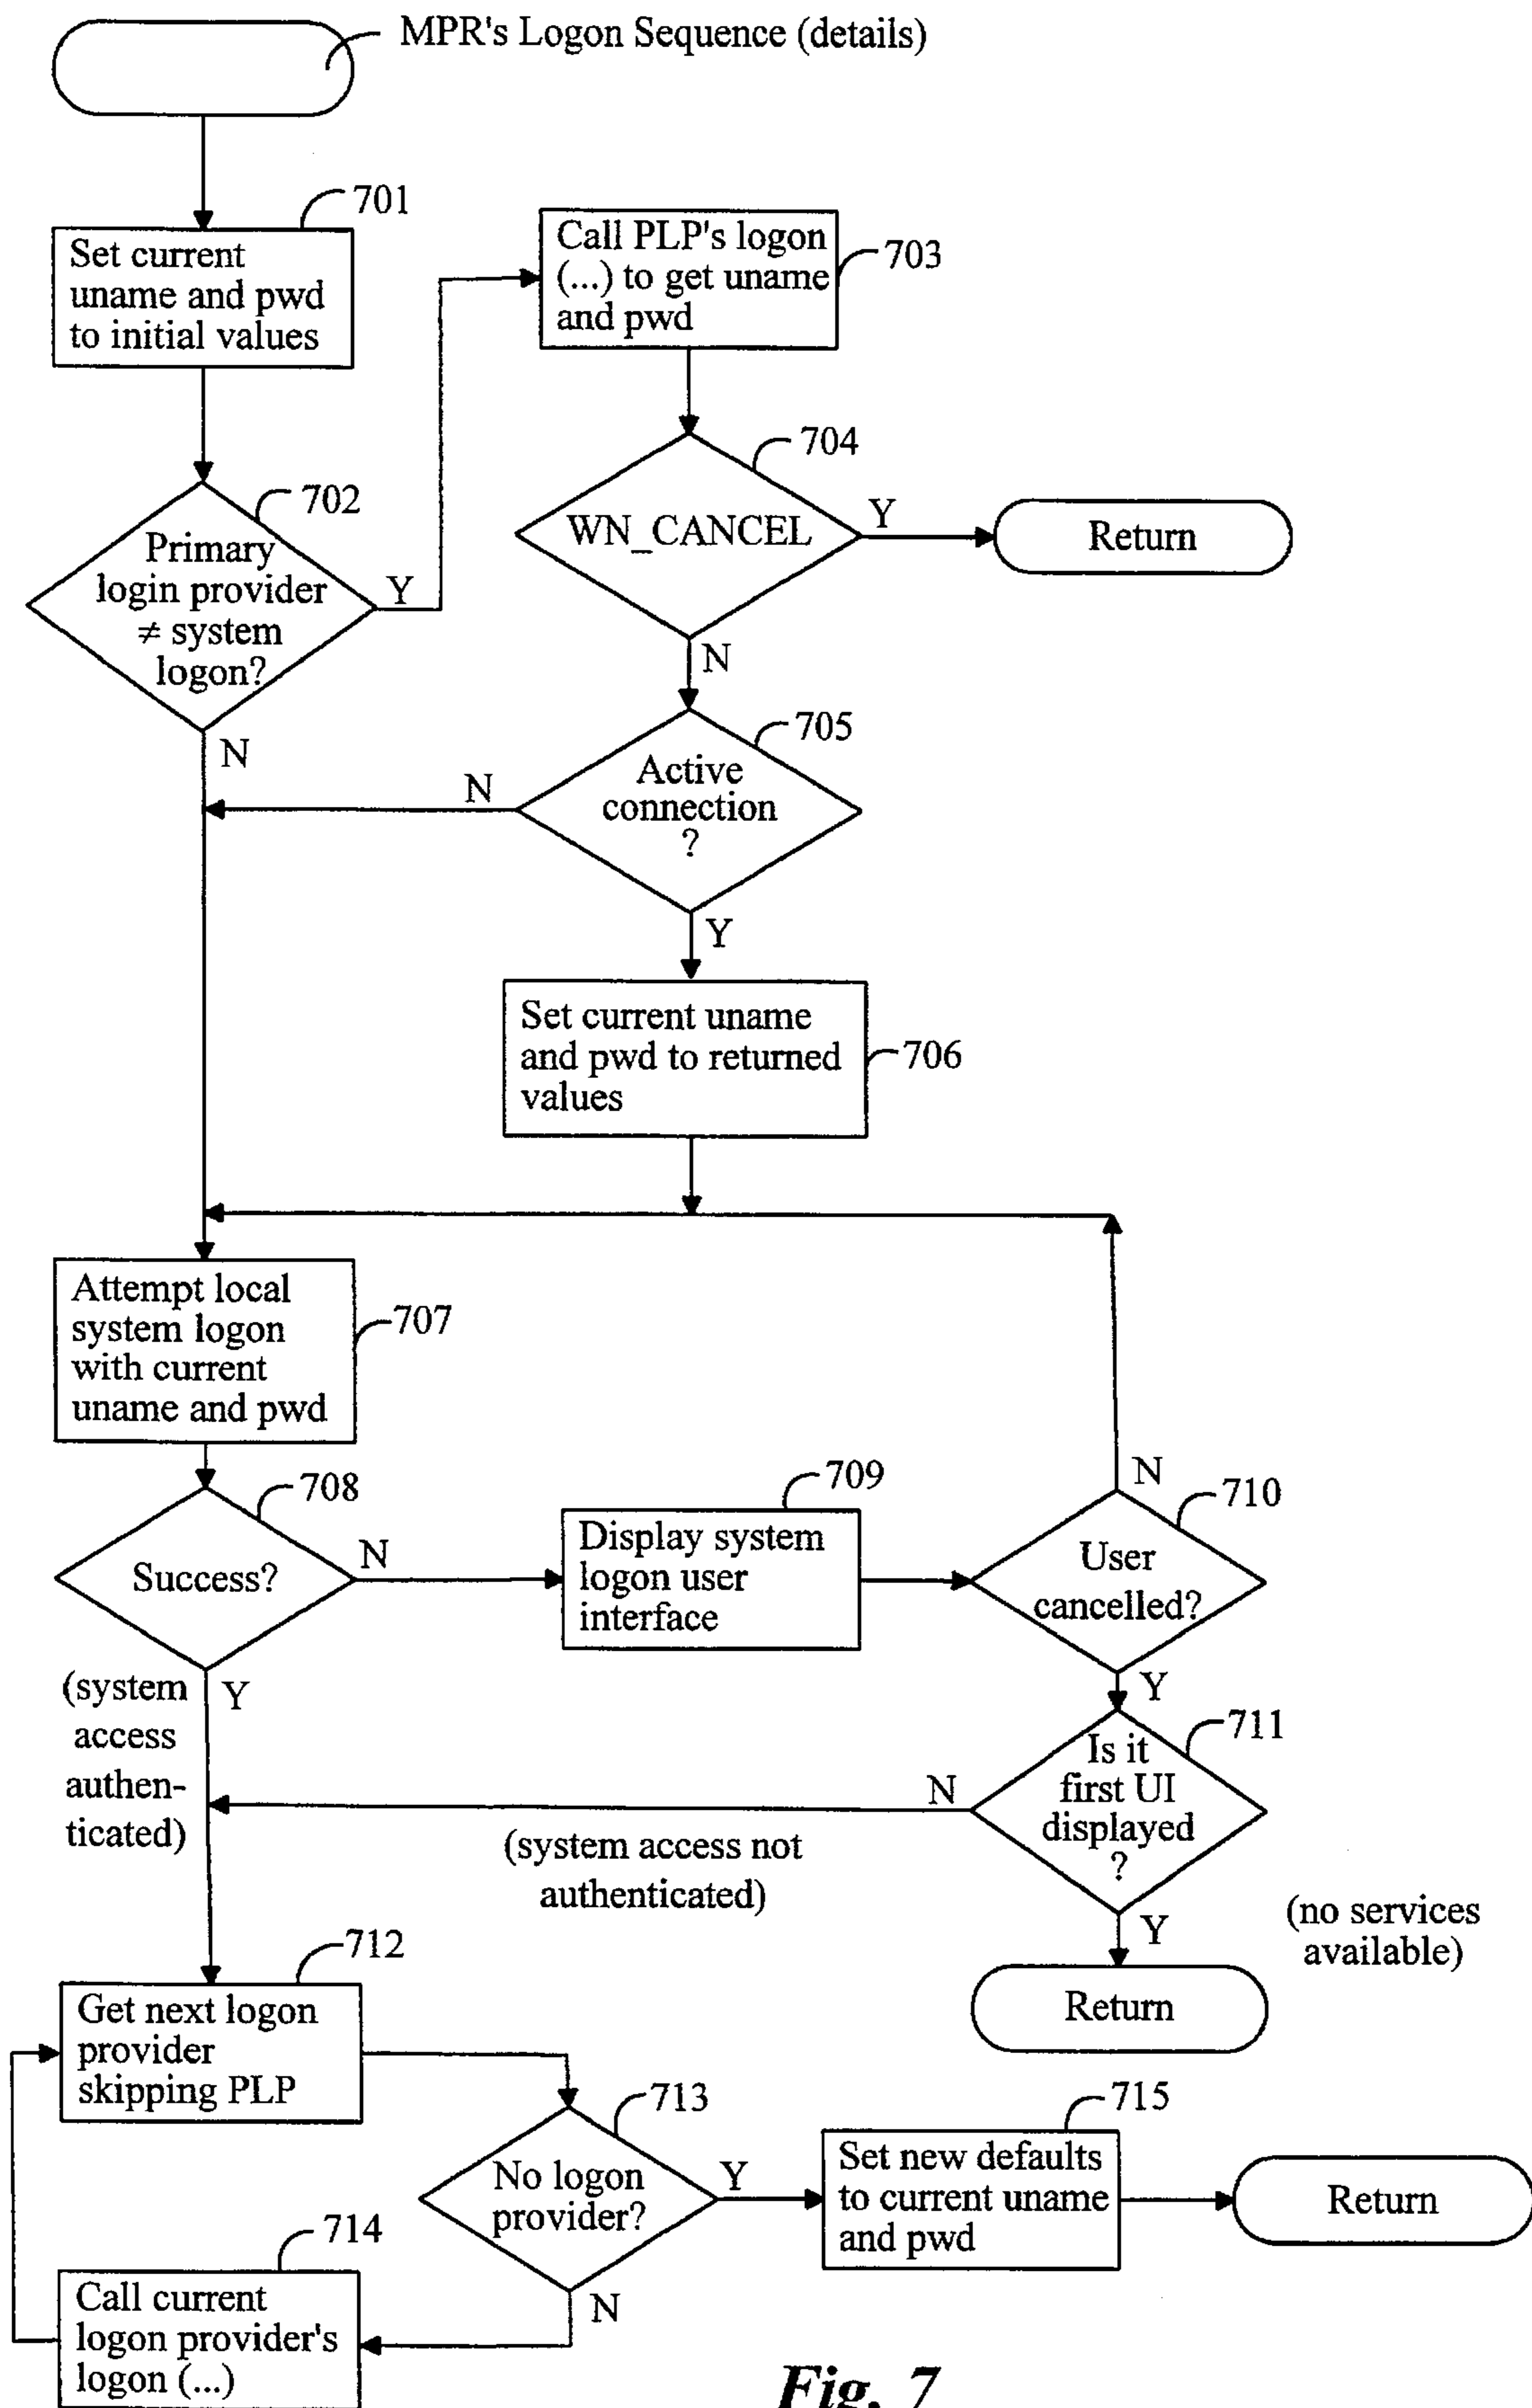 MPR's Logon Sequence (details)
701
Set current
uname and pwd
to initial values
702
Primary
login provider
≠ system
logon?
Y
N
Call PLP's logon
(...) to get uname
and pwd
703
704
WN_CANCEL
Y
Return
N
705
Active
connection
?
N
Y
Set current uname
and pwd to returned
values
706
Attempt local
system logon
with current
uname and pwd
707
708
Success?
N
Y
(system
access
authen-
ticated)
709
Display system
logon user
interface
710
User
cancelled?
N
Y
711
Is it
first UI
displayed
?
N
(system access not
authenticated)
Y
(no services
available)
Return
712
Get next logon
provider
skipping PLP
713
No logon
provider?
Y
N
714
Call current
logon provider's
logon (...)
715
Set new defaults
to current uname
and pwd
Return
Fig. 7